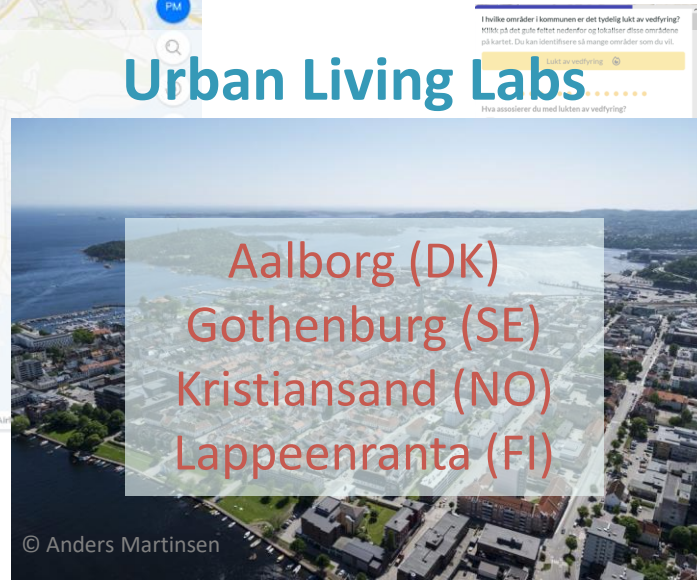 PM
I hvilke områder i kommunen er det tydelig lukt av vedfyring?
Klikk på det gule feltet nedenfor og lokaliser disse områdene
på kartet. Du kan identifisere så mange områder som du vil.
Lukt av vedfyring
Urban Living Labs
Hva assosierer du med lukten av vedfyring?
Aalborg (DK)
Gothenburg (SE)
Kristiansand (NO)
Lappeenranta (FI)
© Anders Martinsen